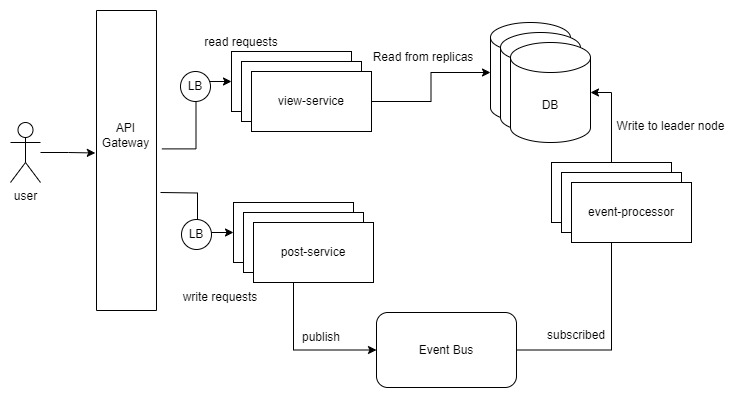 read requests
Read from replicas
LB
view-service
DB
API
Gateway
Write to leader node
user
event-processor
LB
post-service
write requests
publish
Event Bus
subscribed